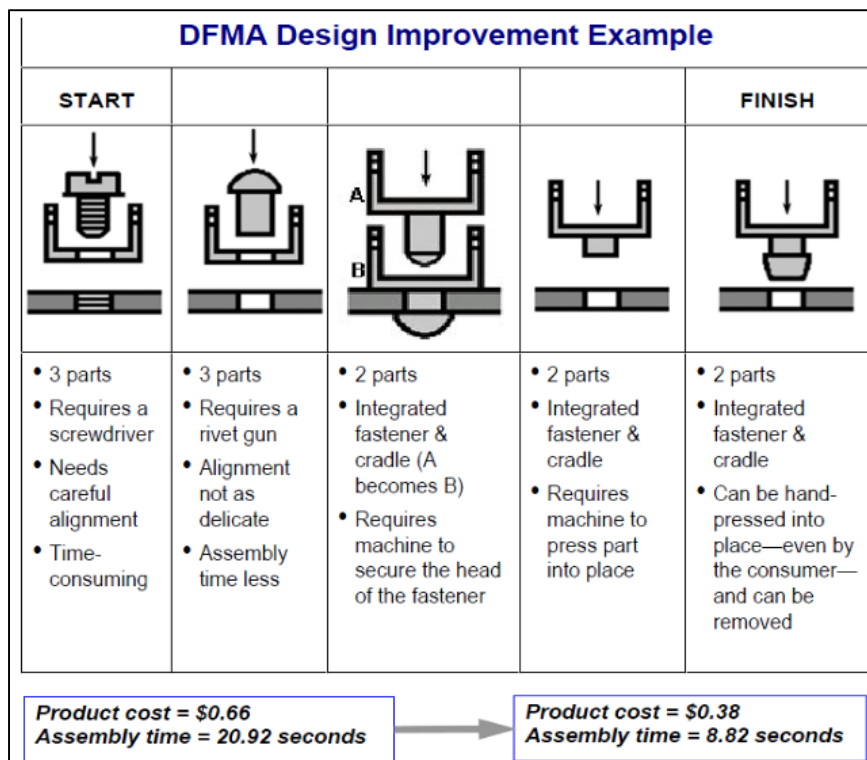 DFMA Design Improvement Example
START
FINISH
A
B
• 3 parts
• Requires a
screwdriver
• Needs
careful
alignment
• Time-
consuming
• 3 parts
• Requires a
rivet gun
• Alignment
not as
delicate
• Assembly
time less
• 2 parts
• Integrated
fastener &
cradle (A
becomes B)
• Requires
machine to
secure the head
of the fastener
• 2 parts
• Integrated
fastener &
cradle
• Requires
machine to
press part
into place
• 2 parts
• Integrated
fastener &
cradle
• Can be hand-
pressed into
place—even by
the consumer—
and can be
removed
Product cost = $0.66
Assembly time = 20.92 seconds
Product cost = $0.38
Assembly time = 8.82 seconds